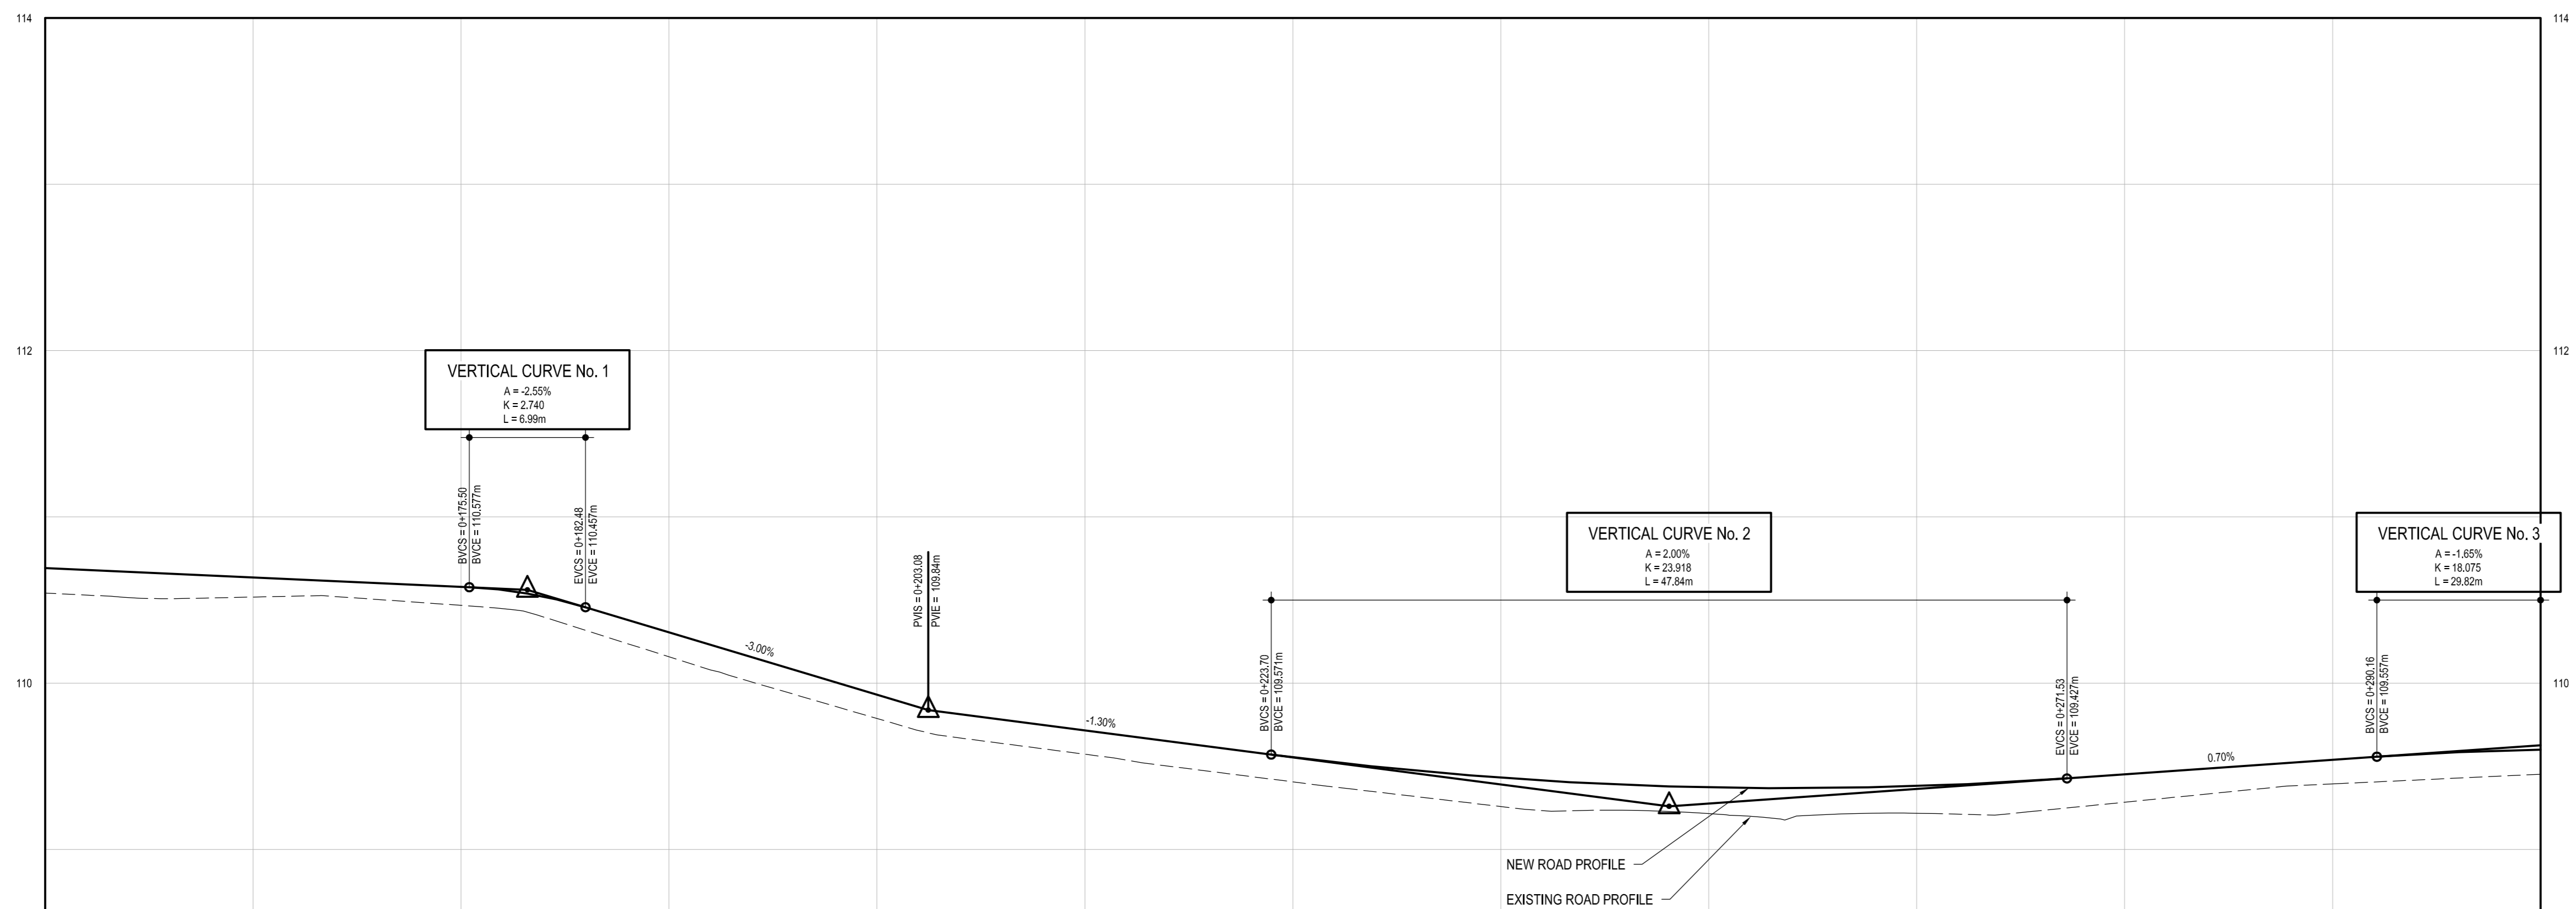 114
114
112
112
VERTICAL CURVE No. 1
A = -2.55%
K = 2.740
L = 6.99m
BVCS = 0+175.50
BVCE = 110.577m
EVCS = 0+182.48
EVCE = 110.457m
VERTICAL CURVE No. 2
A = 2.00%
K = 23.918
L = 47.84m
VERTICAL CURVE No. 3
A = -1.65%
K = 18.075
L = 29.82m
PVIS = 0+203.08
PVIE = 109.84m
-3.00%
110
110
BVCS = 0+223.70
BVCE = 109.571m
EVCS = 0+271.53
EVCE = 109.427m
BVCS = 0+290.16
BVCE = 109.557m
-1.30%
0.70%
NEW ROAD PROFILE
EXISTING ROAD PROFILE